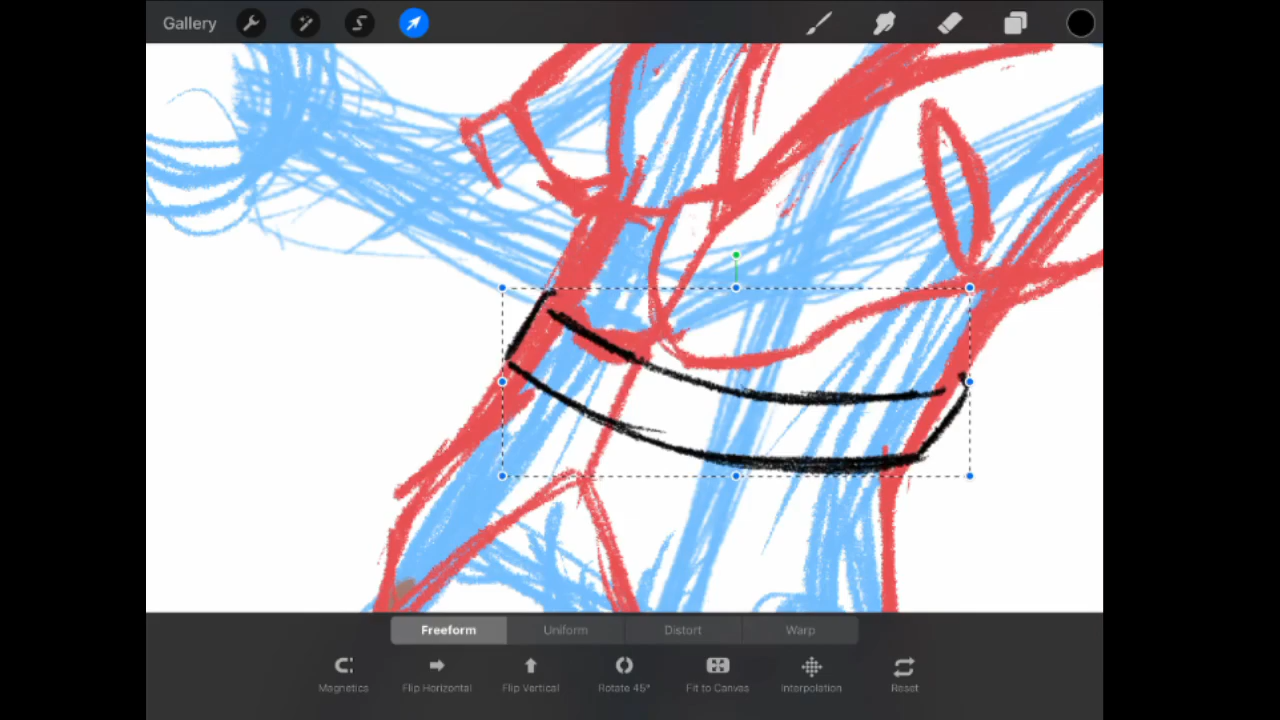 Gallery
Freeform Uniform Distort Warp
Magnetics Flip Horizontal Flip Vertical Rotate 45° Fit to Canvas Interpolation Reset